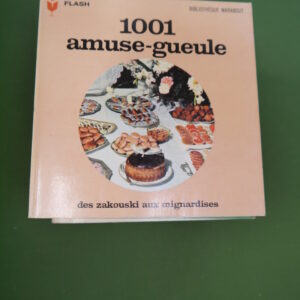 FLASH
BIBLIOTHÈQUE MARABOUT
1001
amuse-gueule
des zakouski aux mignardises